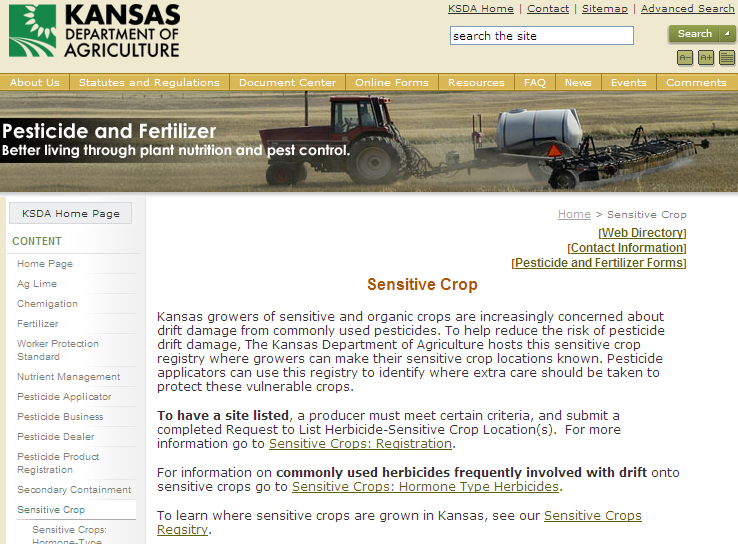 KANSAS
DEPARTMENT OF
AGRICULTURE
KSDA Home | Contact | Sitemap | Advanced Search
search the site
Search
A- A+
About Us Statutes and Regulations Document Center Online Forms Resources FAQ News Events Comments
Pesticide and Fertilizer
Better living through plant nutrition and pest control.
KSDA Home Page
CONTENT
Home Page
Ag Lime
Chemigation
Fertilizer
Worker Protection
Standard
Nutrient Management
Pesticide Applicator
Pesticide Business
Pesticide Dealer
Pesticide Product
Registration
Secondary Containment
Sensitive Crop
Sensitive Crops:
Hormone-Type
Home > Sensitive Crop
[Web Directory]
[Contact Information]
[Pesticide and Fertilizer Forms]
Sensitive Crop
Kansas growers of sensitive and organic crops are increasingly concerned about
drift damage from commonly used pesticides. To help reduce the risk of pesticide
drift damage, The Kansas Department of Agriculture hosts this sensitive crop
registry where growers can make their sensitive crop locations known. Pesticide
applicators can use this registry to identify where extra care should be taken to
protect these vulnerable crops.
To have a site listed, a producer must meet certain criteria, and submit a
completed Request to List Herbicide-Sensitive Crop Location(s).  For more
information go to Sensitive Crops: Registration.
For information on commonly used herbicides frequently involved with drift onto
sensitive crops go to Sensitive Crops: Hormone Type Herbicides.
To learn where sensitive crops are grown in Kansas, see our Sensitive Crops
Regsitry.